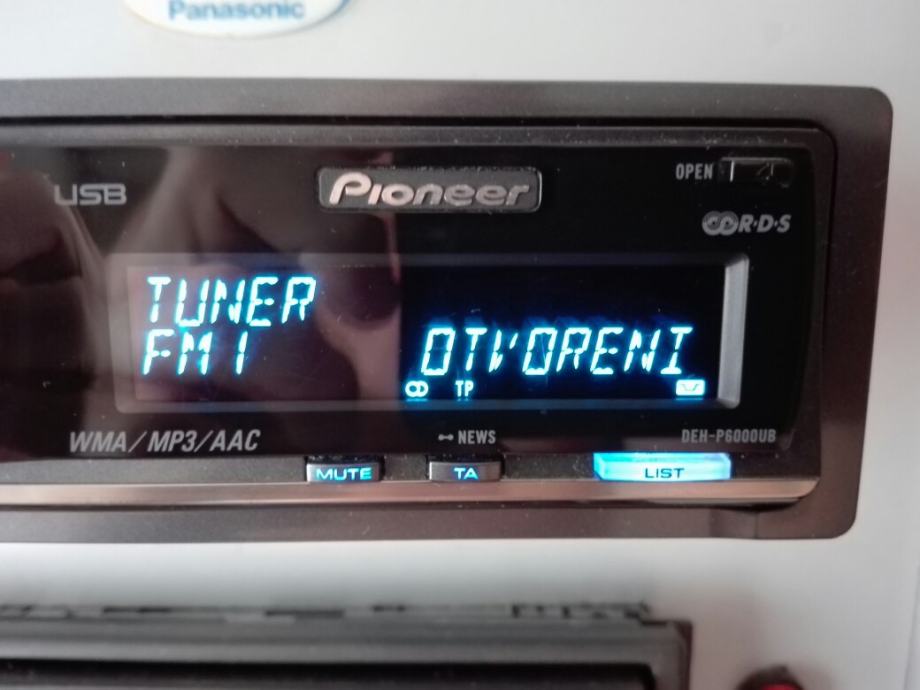 Panasonic
USB
Pioneer
OPEN
R·D·S
TUNER
FM1
OTVORENI
TP
WMA/MP3/AAC
NEWS
DEH-P6000UB
MUTE
TA
LIST